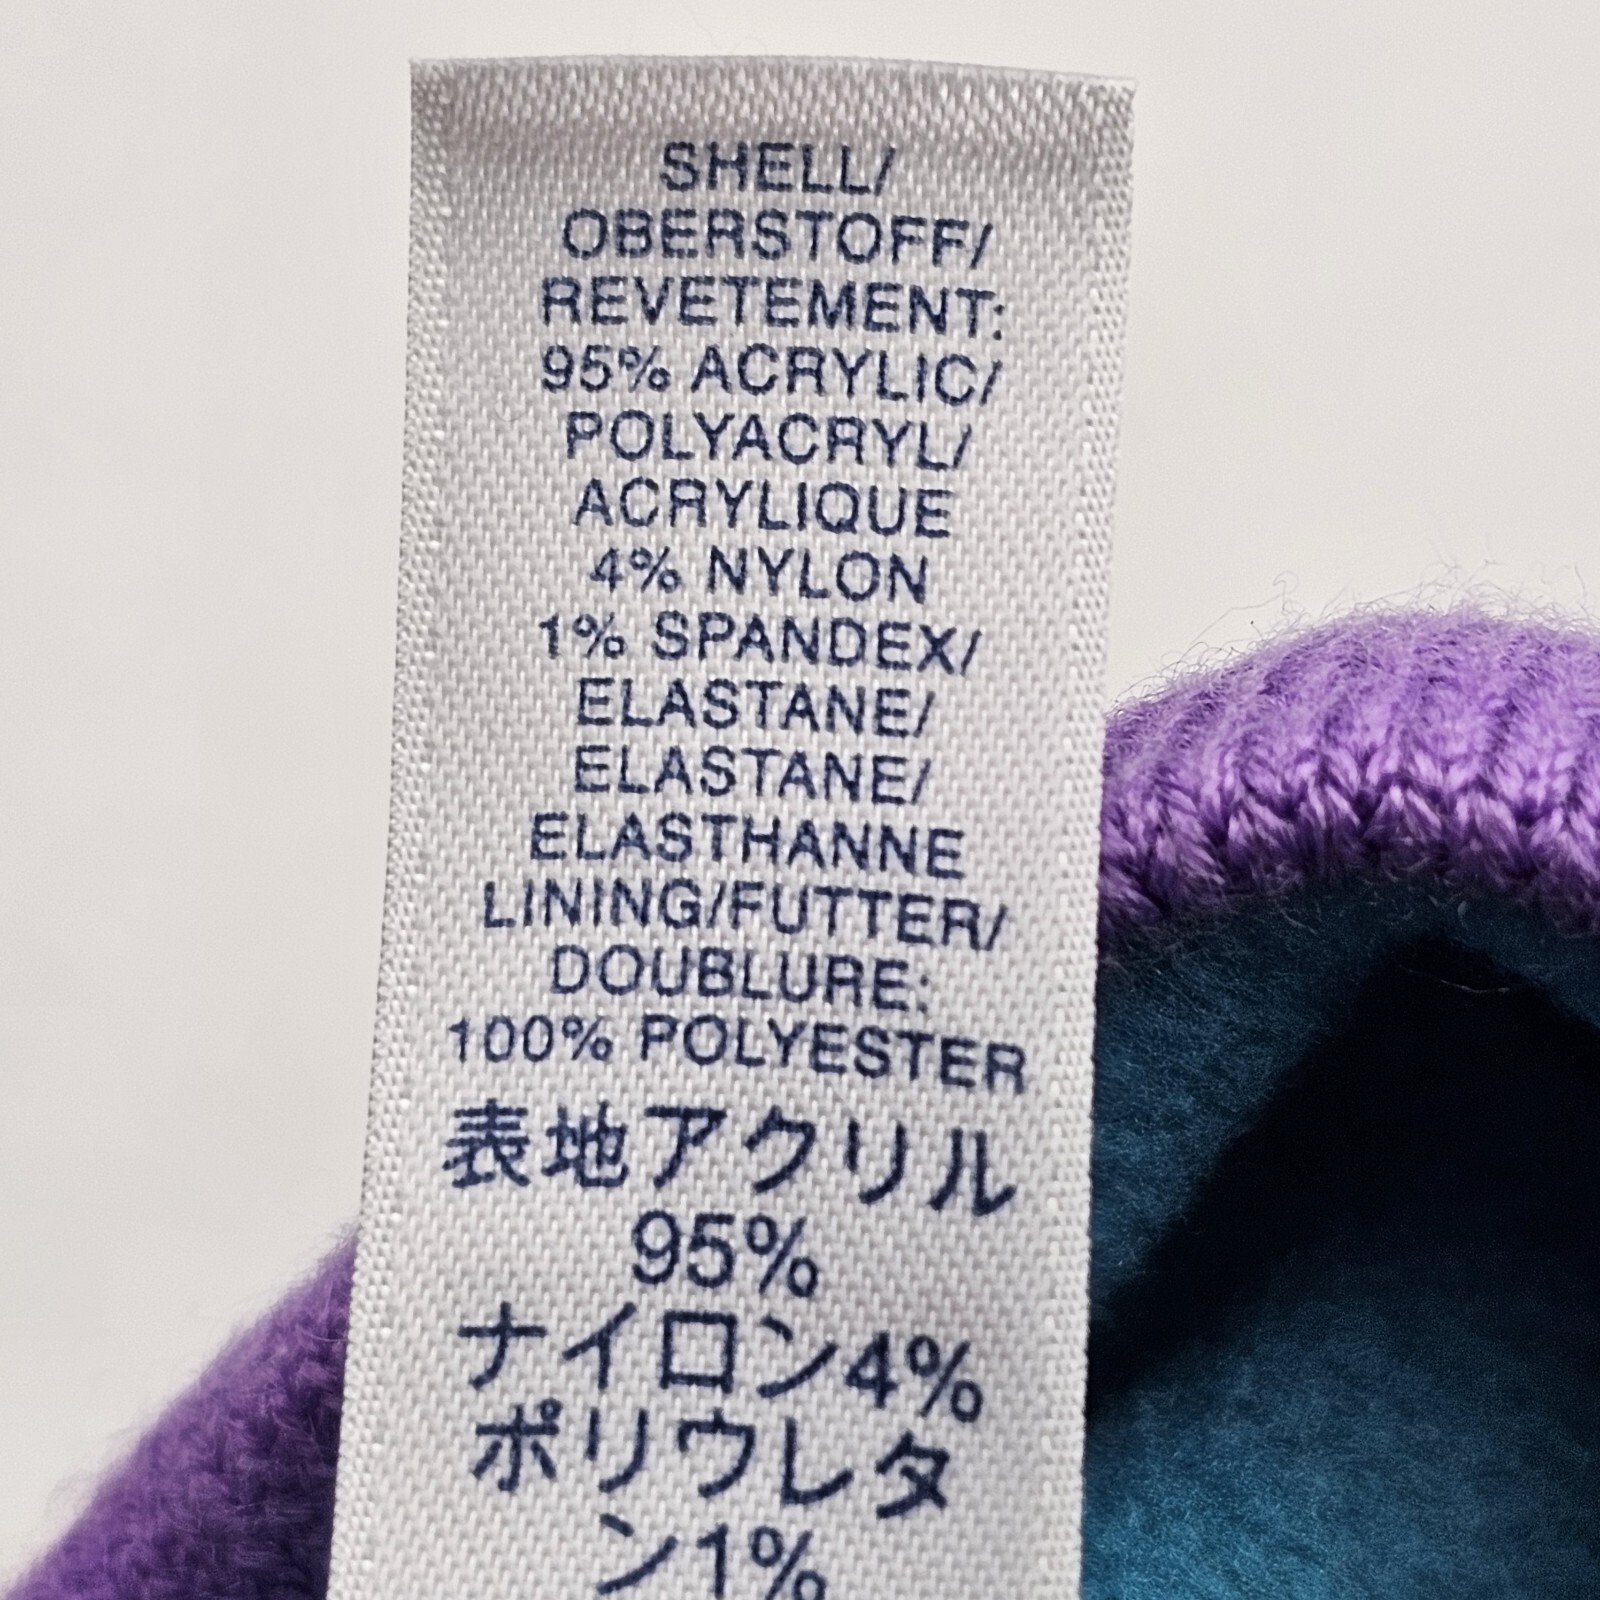 SHELL/
OBERSTOFF/
REVETEMENT:
95% ACRYLIC/
POLYACRYL/
ACRYLIQUE
4% NYLON
1% SPANDEX/
ELASTANE/
ELASTANE/
ELASTHANNE
LINING/FUTTER/
DOUBLURE:
100% POLYESTER
表地アクリル
95%
ナイロン4%
ポリウレタ
ン1%